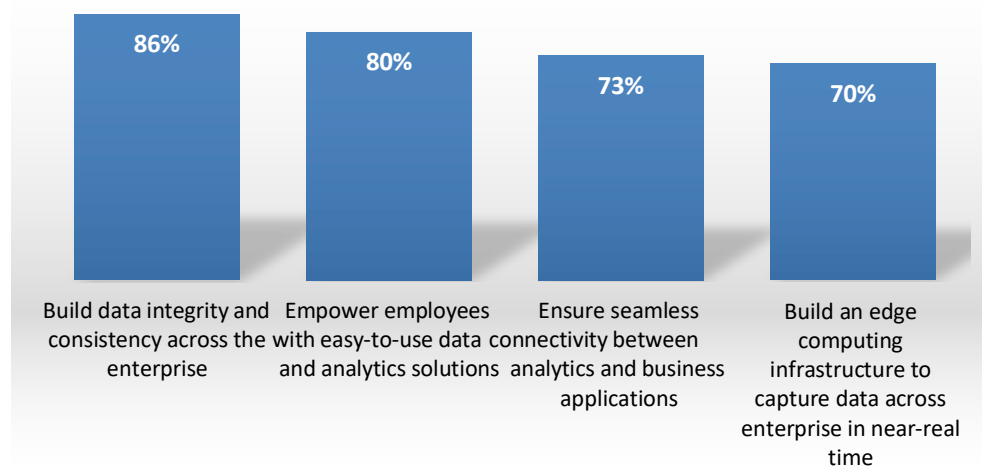 86%
80%
73%
70%
Build data integrity and
consistency across the
enterprise
Empower employees
with easy-to-use data
and analytics solutions
Ensure seamless
connectivity between
analytics and business
applications
Build an edge
computing
infrastructure to
capture data across
enterprise in near-real
time